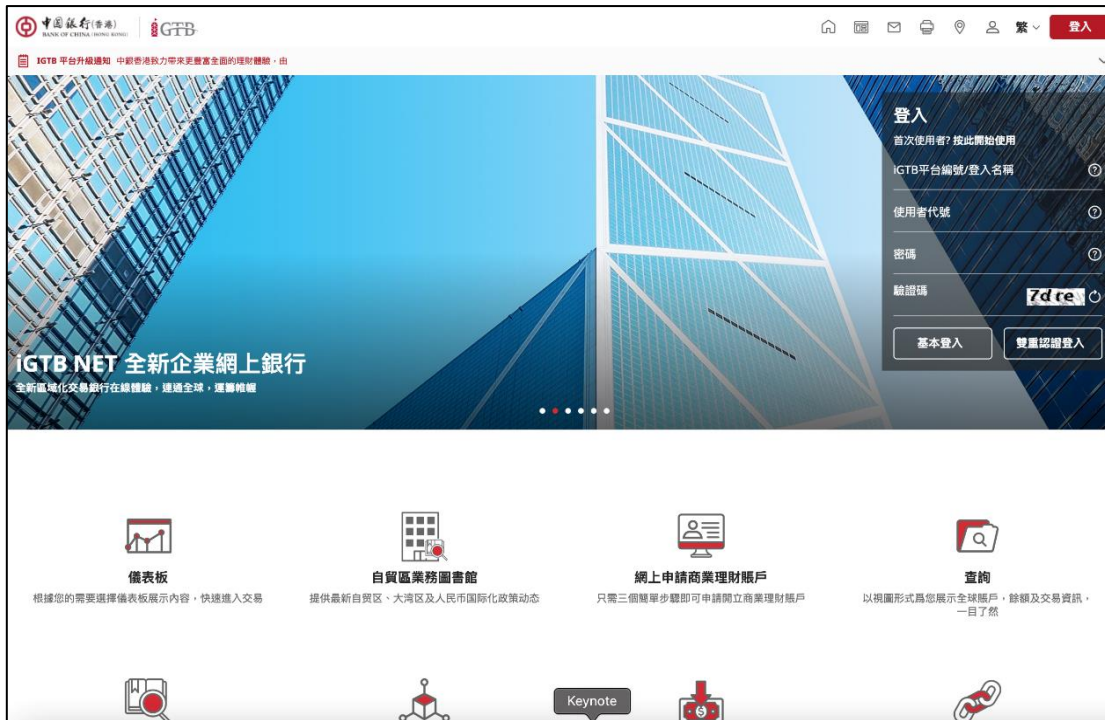 中國銀行(香港)
BANK OF CHINA (HONG KONG)
iGTB
繁
登入
IGTB 平台升級通知 中銀香港致力帶來更豐富全面的理財體驗，由
登入
首次使用者? 按此開始使用
iGTB平台編號/登入名稱
使用者代號
密碼
驗證碼
7d re
基本登入
雙重認證登入
iGTB.NET 全新企業網上銀行
全新區域化交易銀行在線體驗，連通全球，運籌帷幄
儀表板
根據您的需要選擇儀表板展示內容，快速進入交易
自貿區業務圖書館
提供最新自贸区、大湾区及人民币国际化政策动态
網上申請商業理財賬戶
只需三個簡單步驟即可申請開立商業理財賬戶
查詢
以視圖形式爲您展示全球賬戶，餘額及交易資訊，
一目了然
Keynote